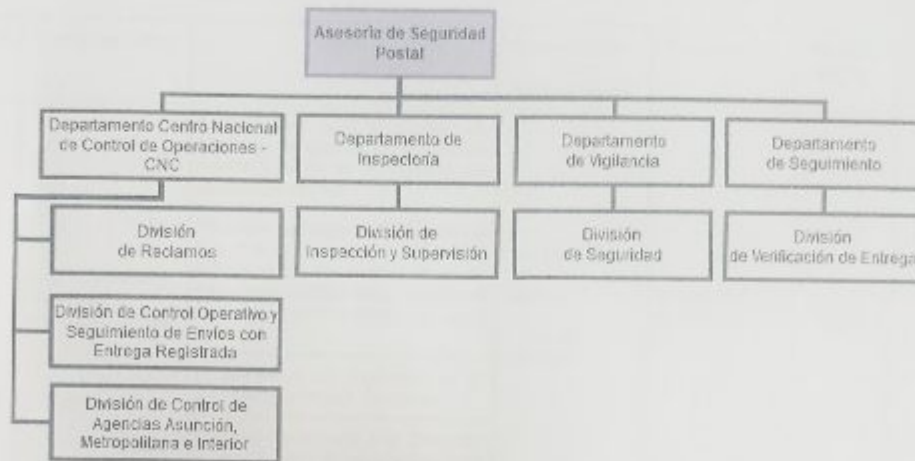 Asesoría de Seguridad
Postal
Departamento Centro Nacional
de Control de Operaciones -
CNC
Departamento de
Inspectoría
Departamento
de Vigilancia
Departamento
de Seguimiento
División
de Reclamos
División de
Inspección y Supervisión
División
de Seguridad
División
de Verificación de Entrega
División de Control Operativo y
Seguimiento de Envíos con
Entrega Registrada
División de Control de
Agencias Asunción,
Metropolitana e Interior